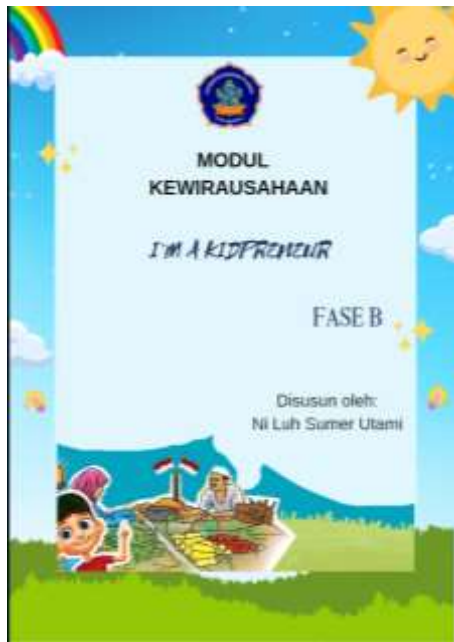 MODUL
KEWIRAUSAHAAN
I'M A KIDPRENEUR
FASE B
Disusun oleh:
Ni Luh Sumer Utami